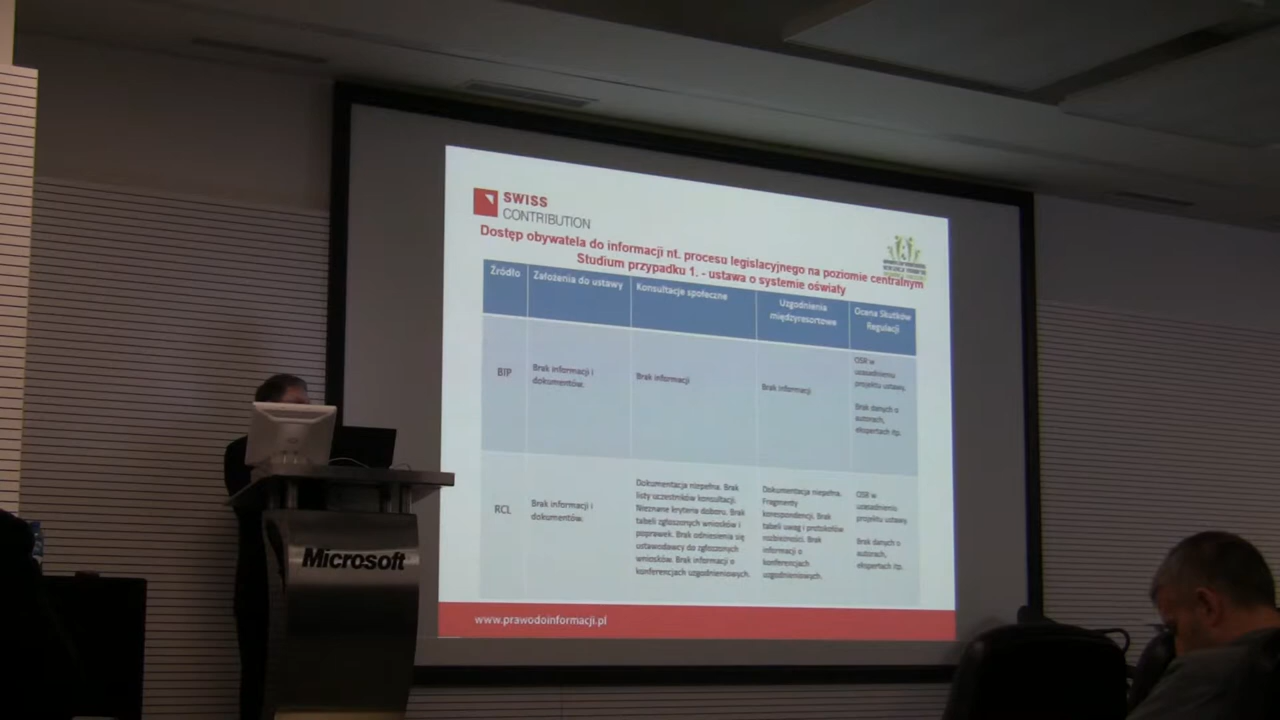 SWISS
CONTRIBUTION
Dostęp obywatela do informacji nt. procesu legislacyjnego na poziomie centralnym
Studium przypadku 1. - ustawa o systemie oświaty
Źródło
Założenia do ustawy
Konsultacje społeczne
Uzgodnienia
międzyresortowe
Ocena Skutków
Regulacji
BIP
Brak informacji i
dokumentów.
Brak informacji
Brak informacji
OSR w
uzasadnieniu
projektu ustawy.
Brak danych o
autorach,
ekspertach itp.
RCL
Brak informacji i
dokumentów.
Dokumentacja niepełna. Brak
listy uczestników konsultacji.
Nieznane kryteria doboru. Brak
tabeli zgłoszonych wniosków i
poprawek. Brak odniesienia się
ustawodawcy do zgłoszonych
wniosków. Brak informacji o
konferencjach uzgodnieniowych.
Dokumentacja niepełna.
Fragmenty
korespondencji. Brak
tabeli uwag i protokołów
rozbieżności. Brak
informacji o
konferencjach
uzgodnieniowych.
OSR w
uzasadnieniu
projektu ustawy
Brak danych o
autorach,
ekspertach itp.
www.prawodoinformacji.pl
Microsoft